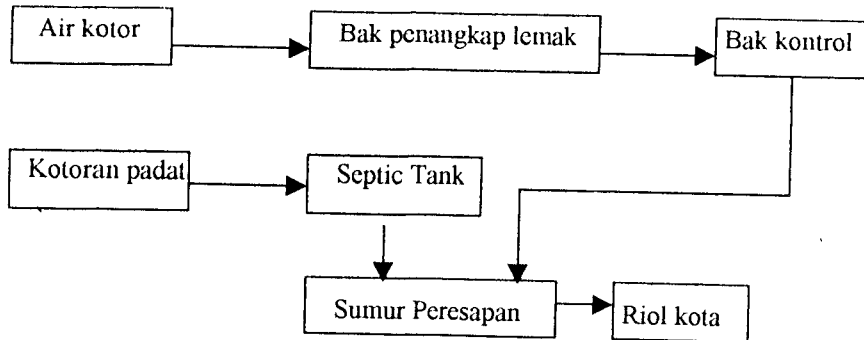 Air kotor
Bak penangkap lemak
Bak kontrol
Kotoran padat
Septic Tank
Sumur Peresapan
Riol kota